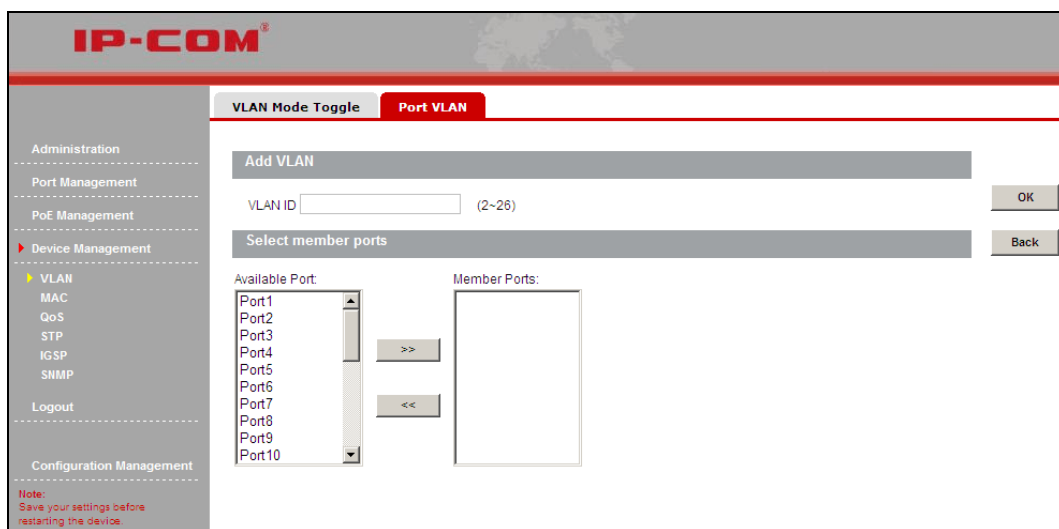 IP-COM®
VLAN Mode Toggle
Port VLAN
Administration
Port Management
PoE Management
Device Management
VLAN
MAC
QoS
STP
IGSP
SNMP
Logout
Configuration Management
Note:
Save your settings before
restarting the device.
Add VLAN
VLAN ID (2~26)
OK
Select member ports
Back
Available Port:
Port1
Port2
Port3
Port4
Port5
Port6
Port7
Port8
Port9
Port10
>>
<<
Member Ports: